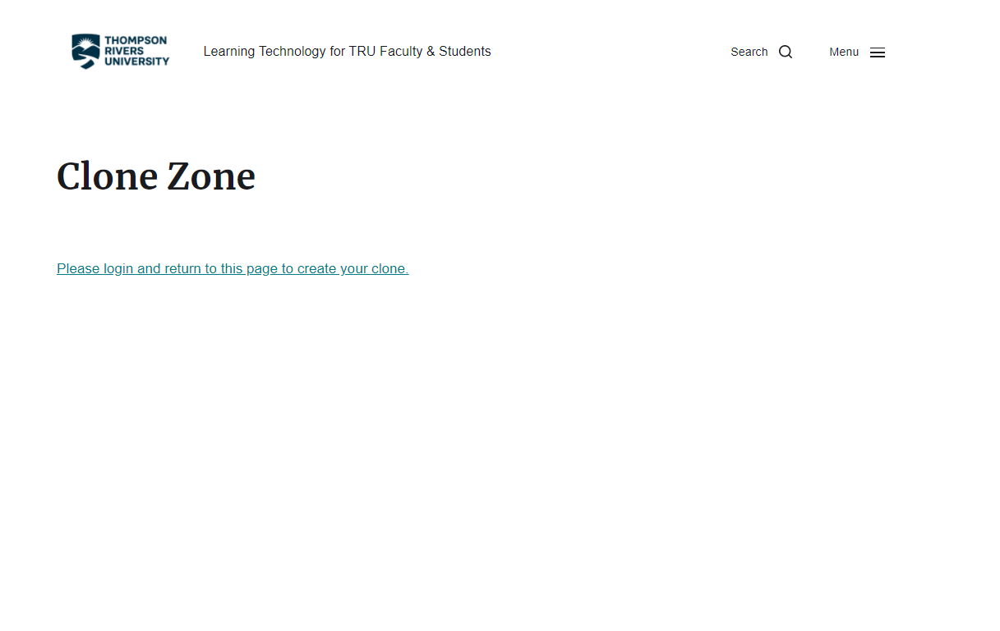 THOMPSON
RIVERS
UNIVERSITY
Learning Technology for TRU Faculty & Students
Search
Menu
Clone Zone
Please login and return to this page to create your clone.